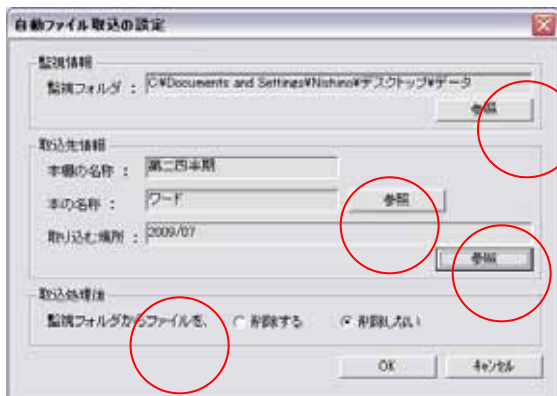 自動ファイル取込の設定
監視情報
監視フォルダ : C:¥Documents and Settings¥Nishino¥デスクトップ¥データ
参照
取込先情報
本棚の名称 : 第二四半期
本の名称 : ワード 参照
取り込む場所 : 2009/07
参照
取込処理後
監視フォルダからファイルを、 削除する 削除しない
OK キャンセル